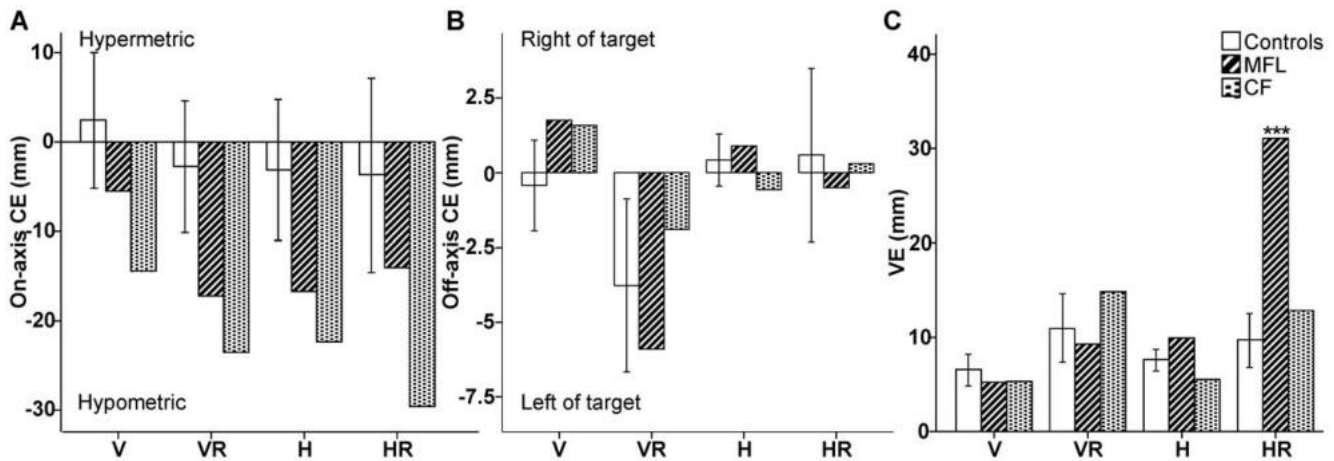 A
Hypermetric
On-axis CE (mm)
10
0
-10
-20
-30
Hypometric
V VR H HR
B
Right of target
Off-axis CE (mm)
2.5
0
-2.5
-5
-7.5
Left of target
V VR H HR
C
Controls
MFL
CF
VE (mm)
40
30
20
10
0
***
V VR H HR